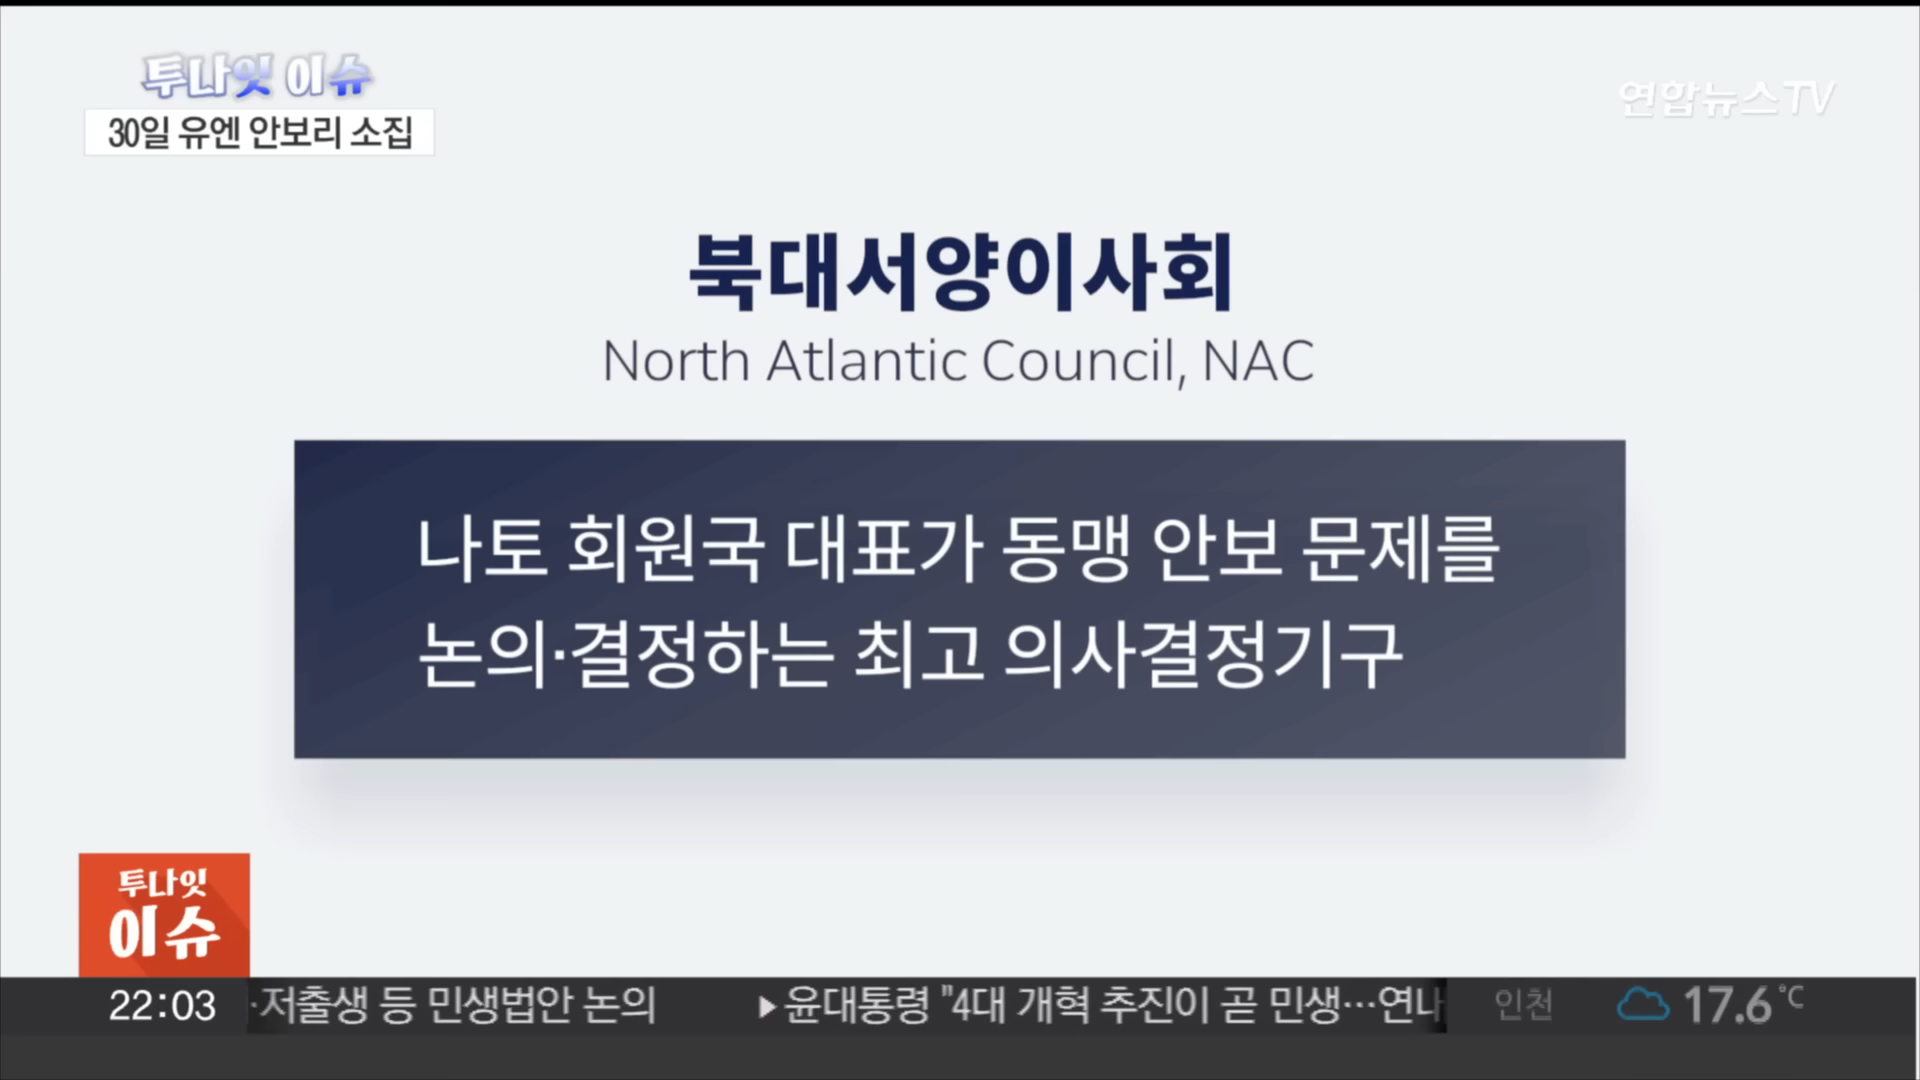 투나잇 이슈
30일 유엔 안보리 소집
연합뉴스TV
북대서양이사회
North Atlantic Council, NAC
나토 회원국 대표가 동맹 안보 문제를
논의·결정하는 최고 의사결정기구
투나잇
이슈
22:03 ·저출생 등 민생법안 논의 ▶윤대통령 "4대 개혁 추진이 곧 민생…연내 인천 17.6℃